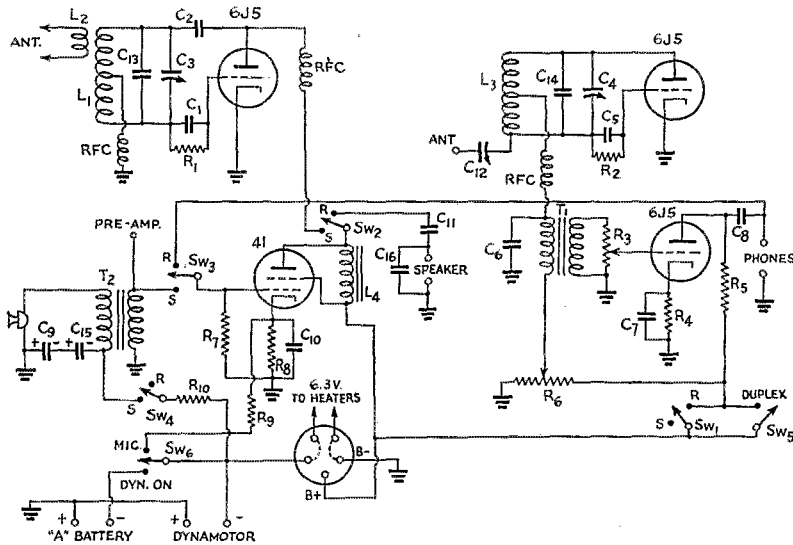 L2
C2
6J5
ANT.
C13
C3
RFC
L1
C1
R1
RFC
6J5
L3
C14
C4
C5
ANT
C12
R2
RFC
PRE-AMP.
R
Sw3
S
41
R
S
Sw2
C11
C16
SPEAKER
L4
T1
C6
R3
6J5
C8
PHONES
R5
C7
R4
T2
+ C9
+ C15 -
R7
R8
C10
R9
R6
R
S
Sw4
R10
6.3V.
TO HEATERS
MIC.
Sw6
DYN. ON
B-
B+
R
S
Sw1
DUPLEX
Sw5
+ -
"A" BATTERY
+ -
DYNAMOTOR